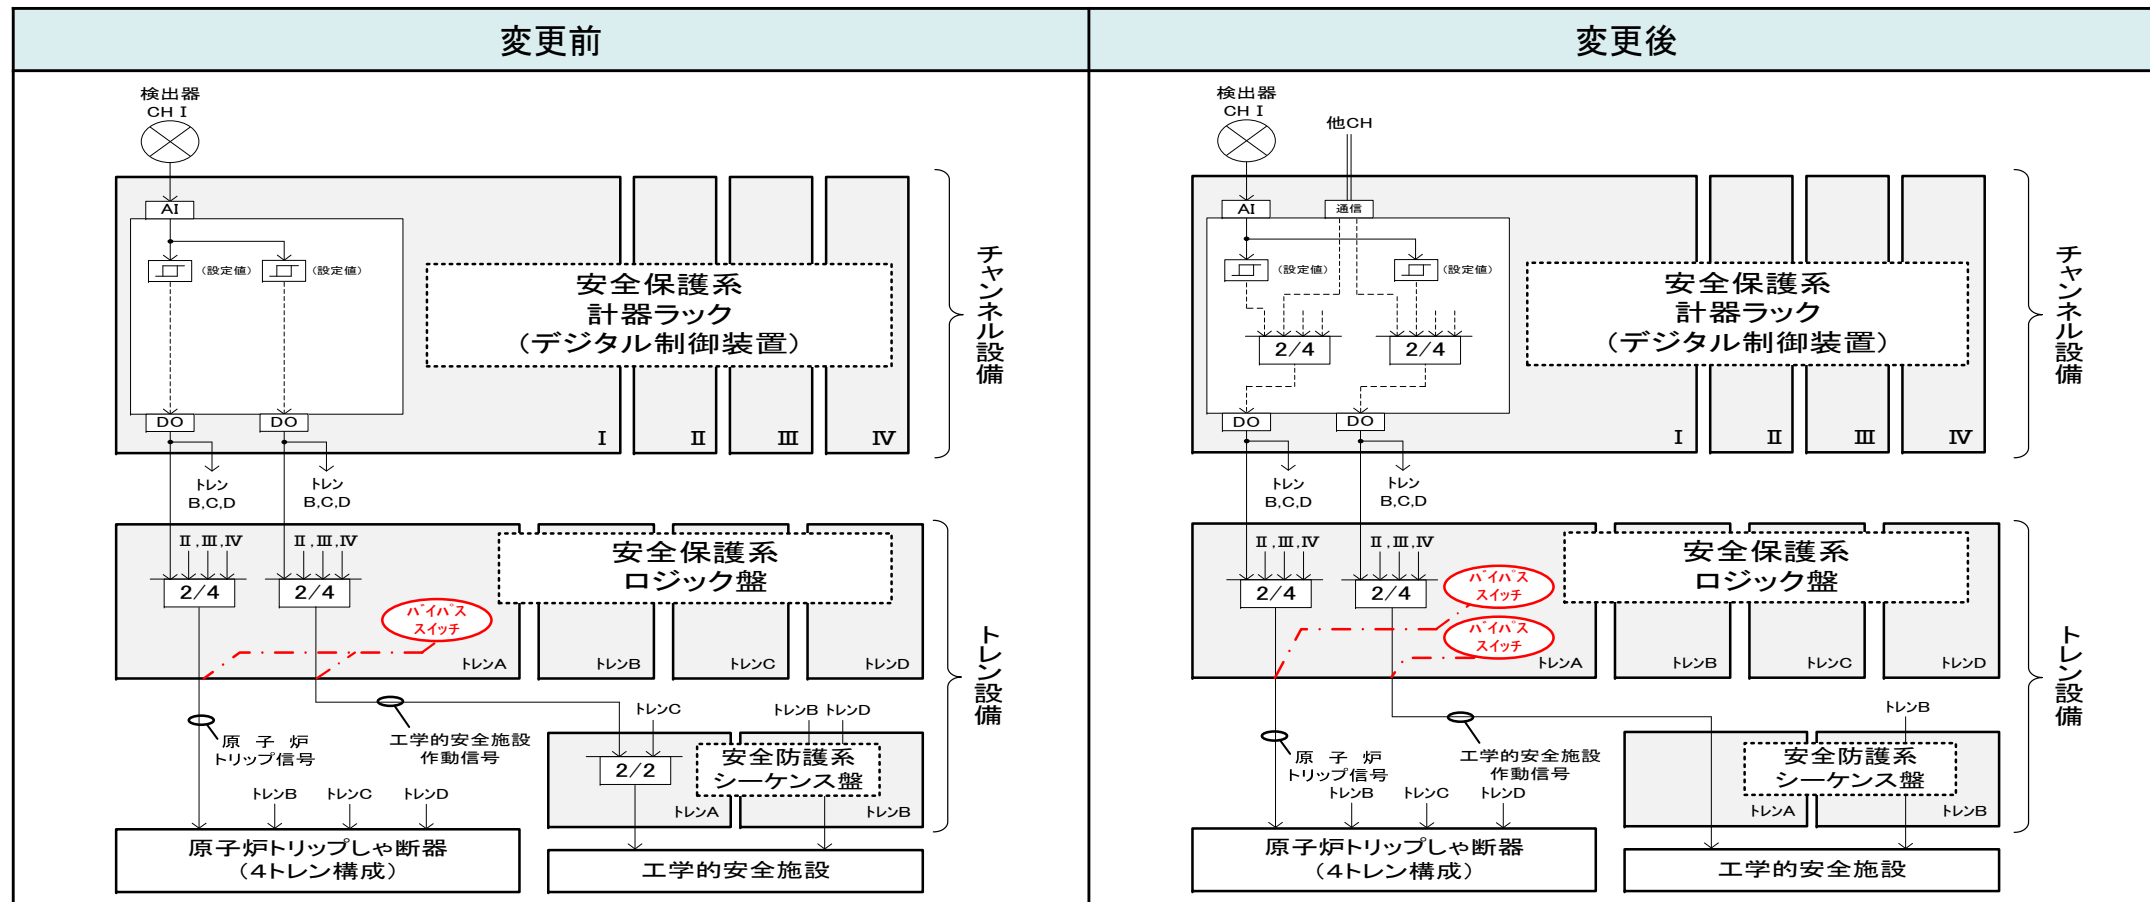 変更前
検出器
CH I
AI
(設定値)
(設定値)
安全保護系
計器ラック
(デジタル制御装置)
チャンネル設備
DO
DO
I
II
III
IV
トレン
B,C,D
トレン
B,C,D
II,III,IV
II,III,IV
2/4
2/4
安全保護系
ロジック盤
バイパス
スイッチ
トレンA
トレンB
トレンC
トレンD
トレン設備
原子炉
トリップ信号
工学的安全施設
作動信号
トレンC
トレンB
トレンD
2/2
安全防護系
シーケンス盤
トレンA
トレンB
トレンB
トレンC
トレンD
原子炉トリップしゃ断器
(4トレン構成)
工学的安全施設
変更後
検出器
CH I
他CH
AI
通信
(設定値)
(設定値)
2/4
2/4
安全保護系
計器ラック
(デジタル制御装置)
チャンネル設備
DO
DO
I
II
III
IV
トレン
B,C,D
トレン
B,C,D
II,III,IV
II,III,IV
2/4
2/4
安全保護系
ロジック盤
バイパス
スイッチ
バイパス
スイッチ
トレンA
トレンB
トレンC
トレンD
トレン設備
原子炉
トリップ信号
工学的安全施設
作動信号
トレンB
安全防護系
シーケンス盤
トレンA
トレンB
トレンB
トレンC
トレンD
原子炉トリップしゃ断器
(4トレン構成)
工学的安全施設